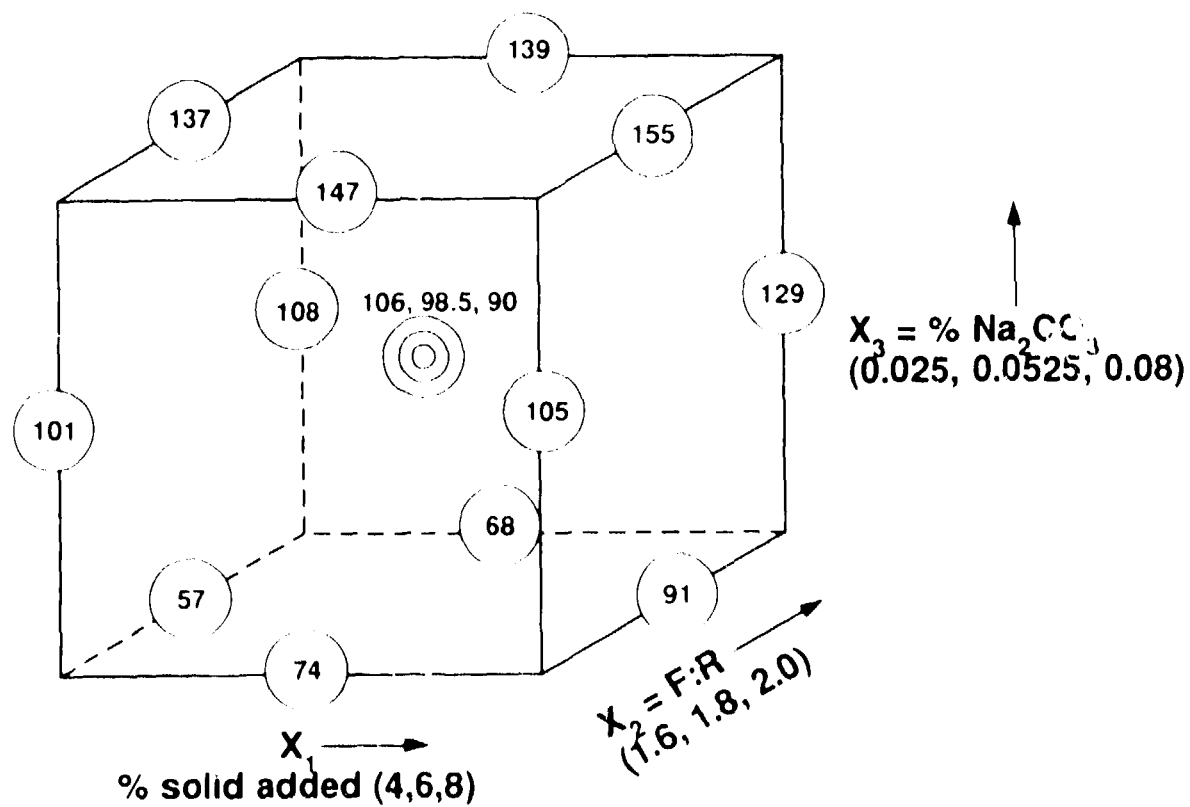 139
137
155
147
108
106, 98.5, 90
129
X₃ = % Na₂CO₃
(0.025, 0.0525, 0.08)
101
105
68
57
91
74
X₂ = F:R
(1.6, 1.8, 2.0)
X₁
% solid added (4,6,8)